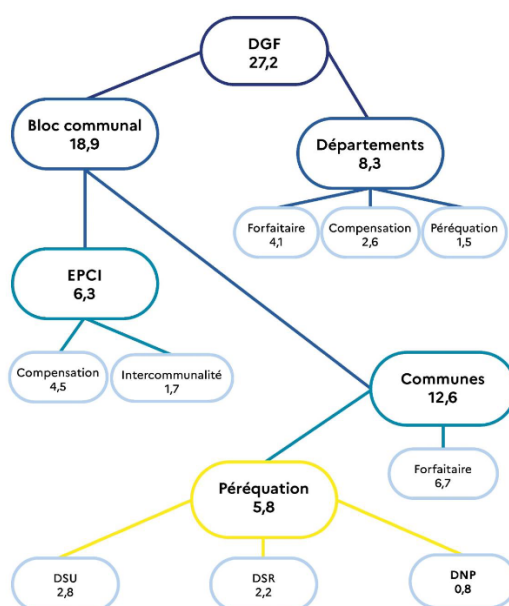 DGF
27,2
Bloc communal
18,9
Départements
8,3
Forfaitaire
4,1
Compensation
2,6
Péréquation
1,5
EPCI
6,3
Compensation
4,5
Intercommunalité
1,7
Communes
12,6
Forfaitaire
6,7
Péréquation
5,8
DSU
2,8
DSR
2,2
DNP
0,8